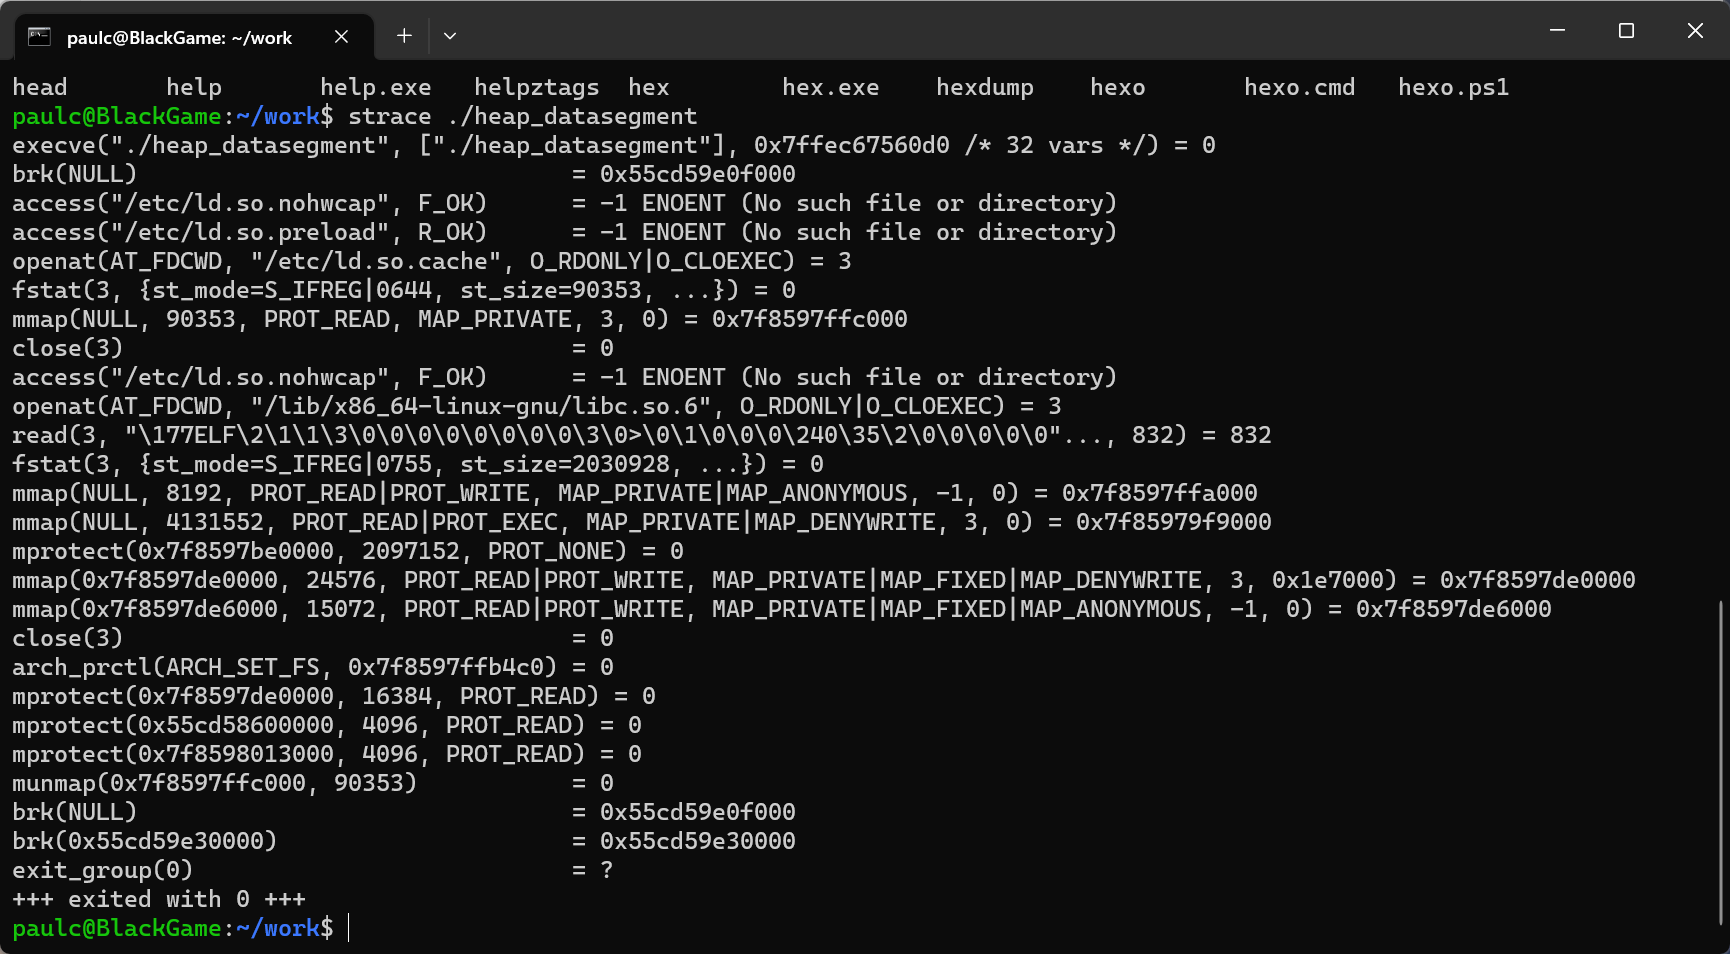 paulc@BlackGame: ~/work
head       help       help.exe   helpztags  hex        hex.exe    hexdump    hexo       hexo.cmd   hexo.ps1
paulc@BlackGame:~/work$ strace ./heap_datasegment
execve("./heap_datasegment", ["./heap_datasegment"], 0x7ffec67560d0 /* 32 vars */) = 0
brk(NULL)                               = 0x55cd59e0f000
access("/etc/ld.so.nohwcap", F_OK)      = -1 ENOENT (No such file or directory)
access("/etc/ld.so.preload", R_OK)      = -1 ENOENT (No such file or directory)
openat(AT_FDCWD, "/etc/ld.so.cache", O_RDONLY|O_CLOEXEC) = 3
fstat(3, {st_mode=S_IFREG|0644, st_size=90353, ...}) = 0
mmap(NULL, 90353, PROT_READ, MAP_PRIVATE, 3, 0) = 0x7f8597ffc000
close(3)                                = 0
access("/etc/ld.so.nohwcap", F_OK)      = -1 ENOENT (No such file or directory)
openat(AT_FDCWD, "/lib/x86_64-linux-gnu/libc.so.6", O_RDONLY|O_CLOEXEC) = 3
read(3, "\177ELF\2\1\1\3\0\0\0\0\0\0\0\0\3\0>\0\1\0\0\0\240\35\2\0\0\0\0\0"..., 832) = 832
fstat(3, {st_mode=S_IFREG|0755, st_size=2030928, ...}) = 0
mmap(NULL, 8192, PROT_READ|PROT_WRITE, MAP_PRIVATE|MAP_ANONYMOUS, -1, 0) = 0x7f8597ffa000
mmap(NULL, 4131552, PROT_READ|PROT_EXEC, MAP_PRIVATE|MAP_DENYWRITE, 3, 0) = 0x7f85979f9000
mprotect(0x7f8597be0000, 2097152, PROT_NONE) = 0
mmap(0x7f8597de0000, 24576, PROT_READ|PROT_WRITE, MAP_PRIVATE|MAP_FIXED|MAP_DENYWRITE, 3, 0x1e7000) = 0x7f8597de0000
mmap(0x7f8597de6000, 15072, PROT_READ|PROT_WRITE, MAP_PRIVATE|MAP_FIXED|MAP_ANONYMOUS, -1, 0) = 0x7f8597de6000
close(3)                                = 0
arch_prctl(ARCH_SET_FS, 0x7f8597ffb4c0) = 0
mprotect(0x7f8597de0000, 16384, PROT_READ) = 0
mprotect(0x55cd58600000, 4096, PROT_READ) = 0
mprotect(0x7f8598013000, 4096, PROT_READ) = 0
munmap(0x7f8597ffc000, 90353)           = 0
brk(NULL)                               = 0x55cd59e0f000
brk(0x55cd59e30000)                     = 0x55cd59e30000
exit_group(0)                           = ?
+++ exited with 0 +++
paulc@BlackGame:~/work$